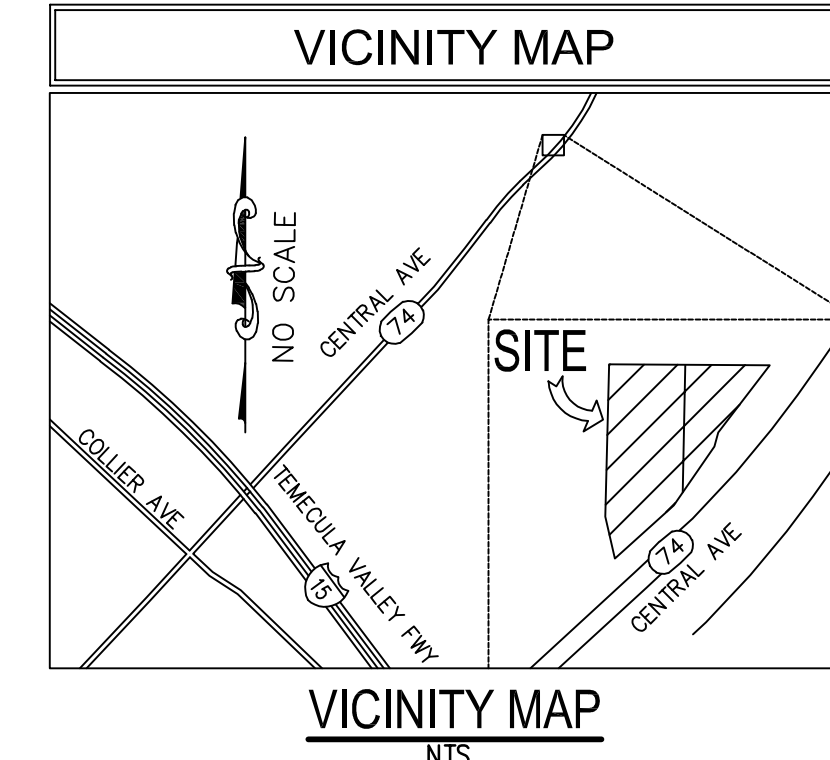 VICINITY MAP
NO SCALE
CENTRAL AVE
74
SITE
COLLIER AVE
TEMECULA VALLEY FWY
15
74
CENTRAL AVE
VICINITY MAP
NTS